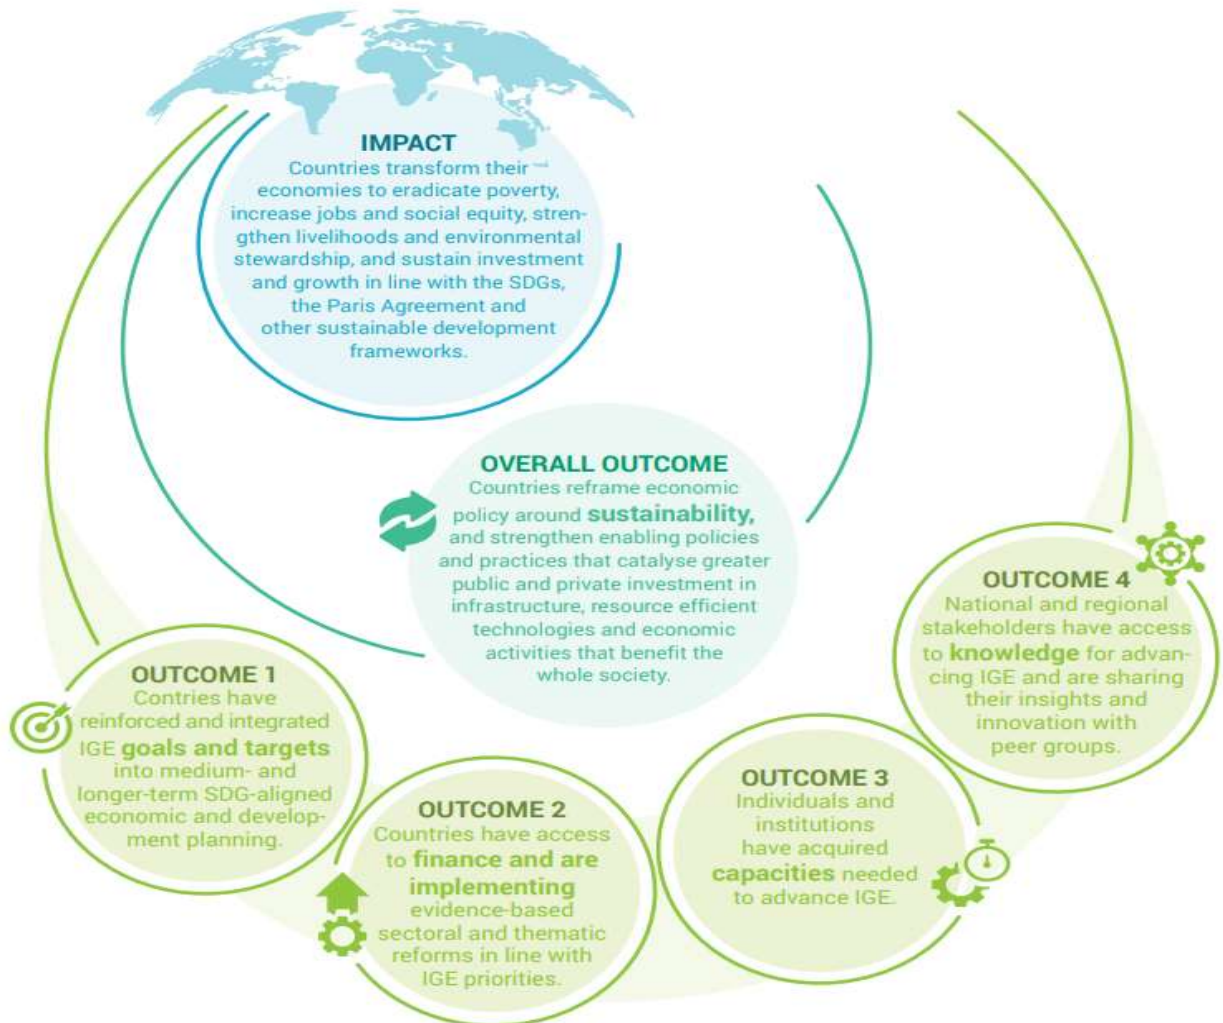 IMPACT
Countries transform their
economies to eradicate poverty,
increase jobs and social equity, stren-
gthen livelihoods and environmental
stewardship, and sustain investment
and growth in line with the SDGs,
the Paris Agreement and
other sustainable development
frameworks.
OVERALL OUTCOME
Countries reframe economic
policy around sustainability,
and strengthen enabling policies
and practices that catalyse greater
public and private investment in
infrastructure, resource efficient
technologies and economic
activities that benefit the
whole society.
OUTCOME 1
Contries have
reinforced and integrated
IGE goals and targets
into medium- and
longer-term SDG-aligned
economic and develop-
ment planning.
OUTCOME 2
Countries have access
to finance and are
implementing
evidence-based
sectoral and thematic
reforms in line with
IGE priorities.
OUTCOME 3
Individuals and
institutions
have acquired
capacities needed
to advance IGE.
OUTCOME 4
National and regional
stakeholders have access
to knowledge for advan-
cing IGE and are sharing
their insights and
innovation with
peer groups.